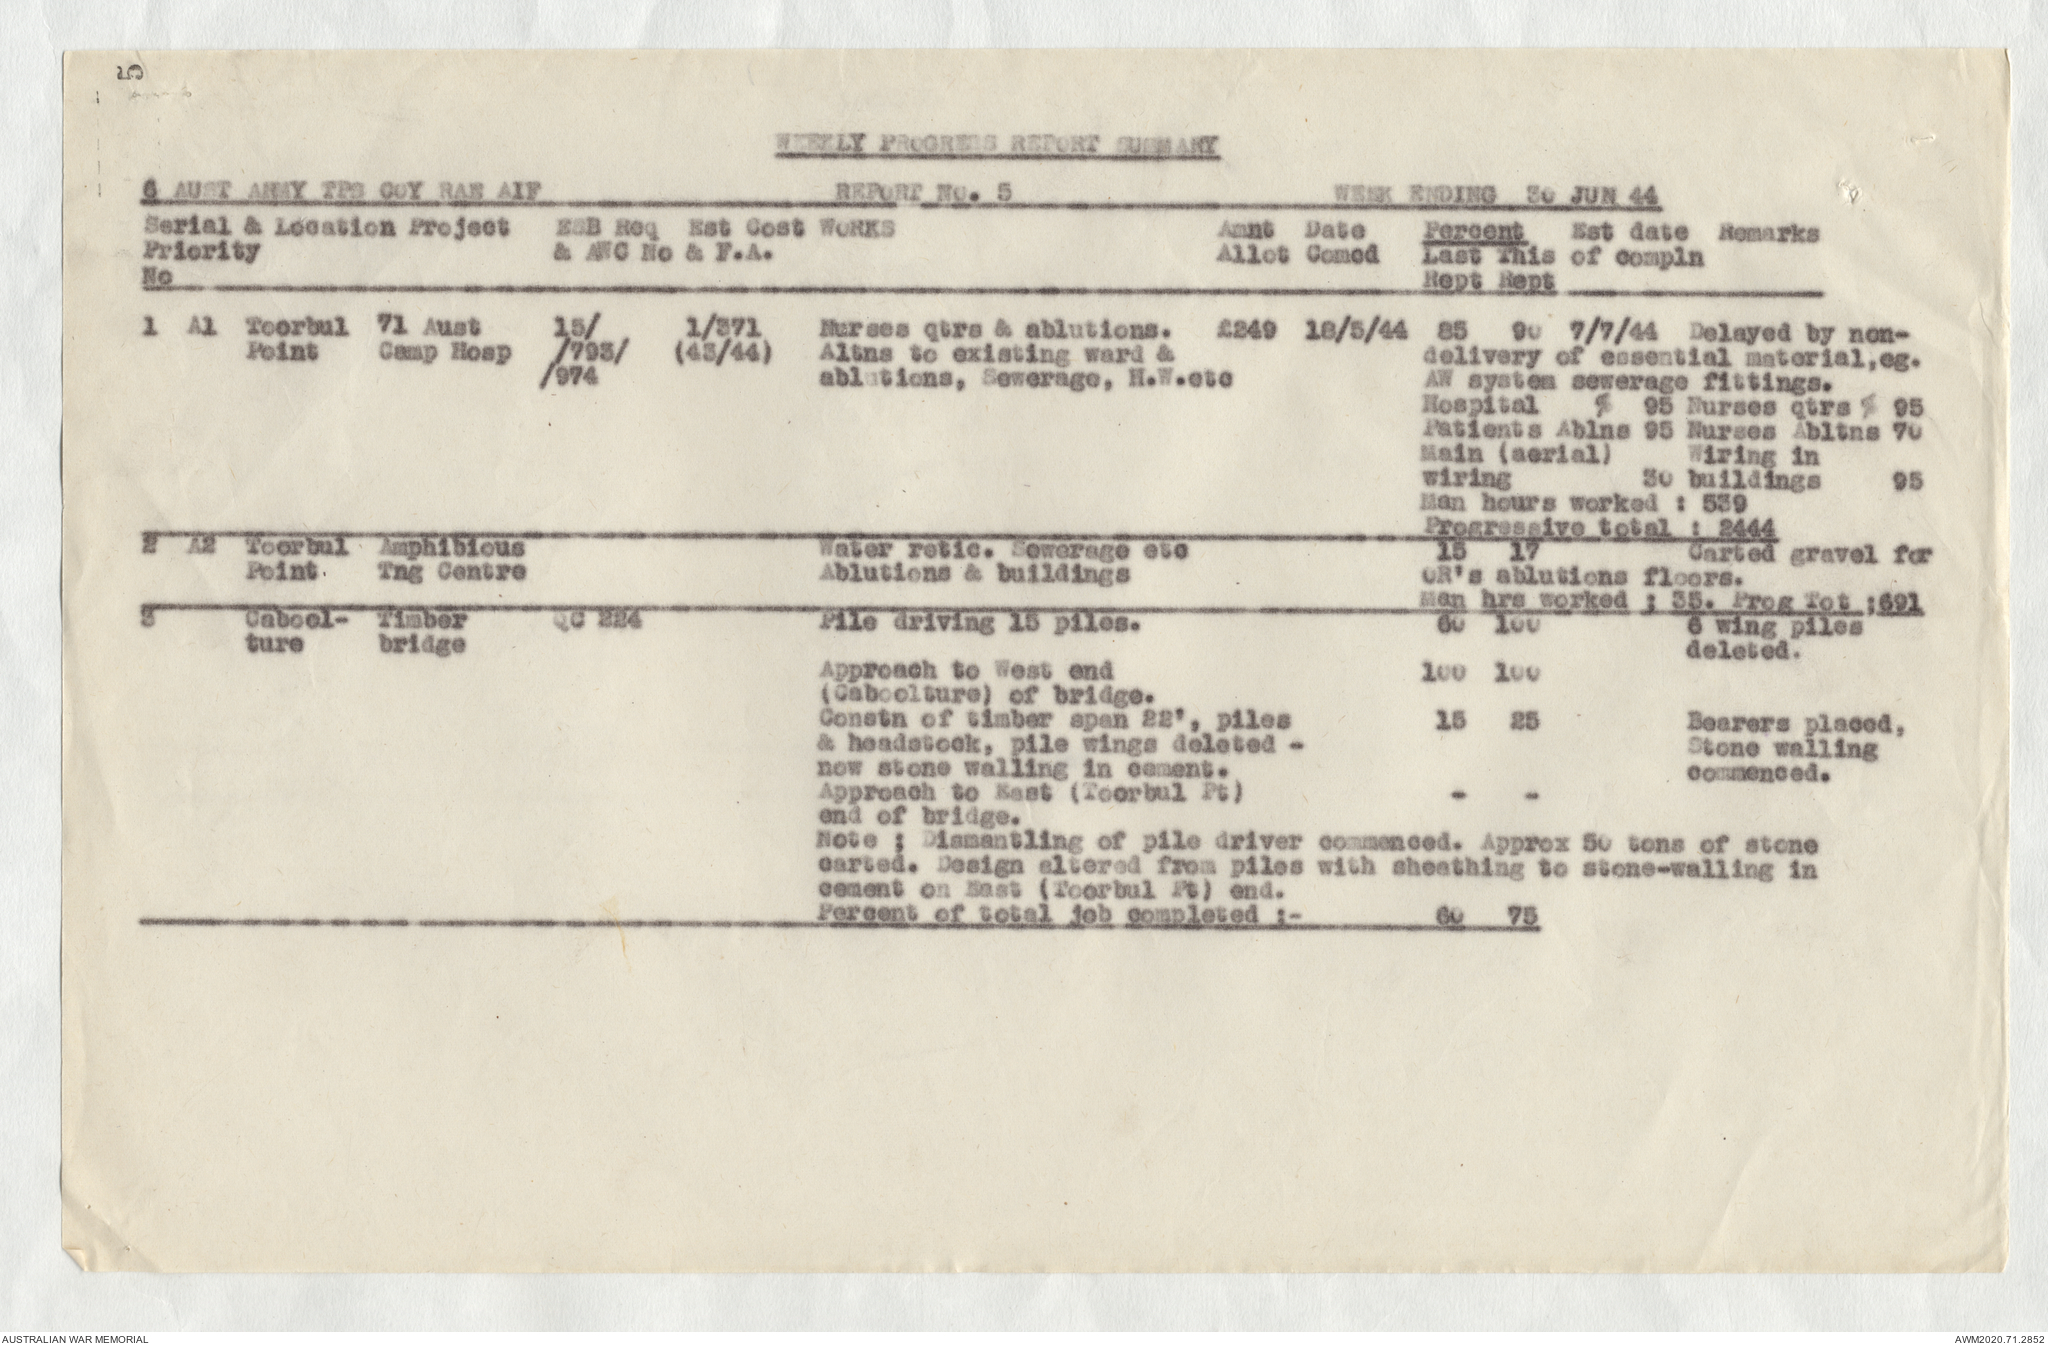 5
WEEKLY PROGRESS REPORT SUMMARY
6 AUST ARMY TPS COY RAE AIF REPORT NO. 5 WEEK ENDING 30 JUN 44
Serial & Location Project ESB Req Est Cost WORKS Amnt Date Percent Est date Remarks
Priority & AWC No & F.A. Allot Comcd Last This of compln
No Rept Rept
1 A1 Toorbul 71 Aust 15/ 1/371 Nurses qtrs & ablutions. £249 18/5/44 85 90 7/7/44 Delayed by non-
Point Camp Hosp /793/ (43/44) Altns to existing ward & delivery of essential material,eg.
/974 ablutions, Sewerage, H.W.etc AW system sewerage fittings.
Hospital % 95 Nurses qtrs % 95
Patients Ablns 95 Nurses Abltns 70
Main (aerial) Wiring in
wiring 30 buildings 95
Man hours worked : 539
Progressive total : 2444
2 A2 Toorbul Amphibious Water retic. Sewerage etc 15 17 Carted gravel for
Point. Tng Centre Ablutions & buildings OR's ablutions floors.
Man hrs worked ; 35. Prog Tot ;691
3 Cabool- Timber QC 224 Pile driving 15 piles. 60 100 6 wing piles
ture bridge deleted.
Approach to West end 100 100
(Caboolture) of bridge.
Constn of timber span 22', piles 15 25 Bearers placed,
& headstock, pile wings deleted - Stone walling
now stone walling in cement. commenced.
Approach to East (Toorbul Pt) - -
end of bridge.
Note ; Dismantling of pile driver commenced. Approx 50 tons of stone
carted. Design altered from piles with sheathing to stone-walling in
cement on East (Toorbul Pt) end.
Percent of total job completed :- 60 75
AUSTRALIAN WAR MEMORIAL AWM2020.71.2852